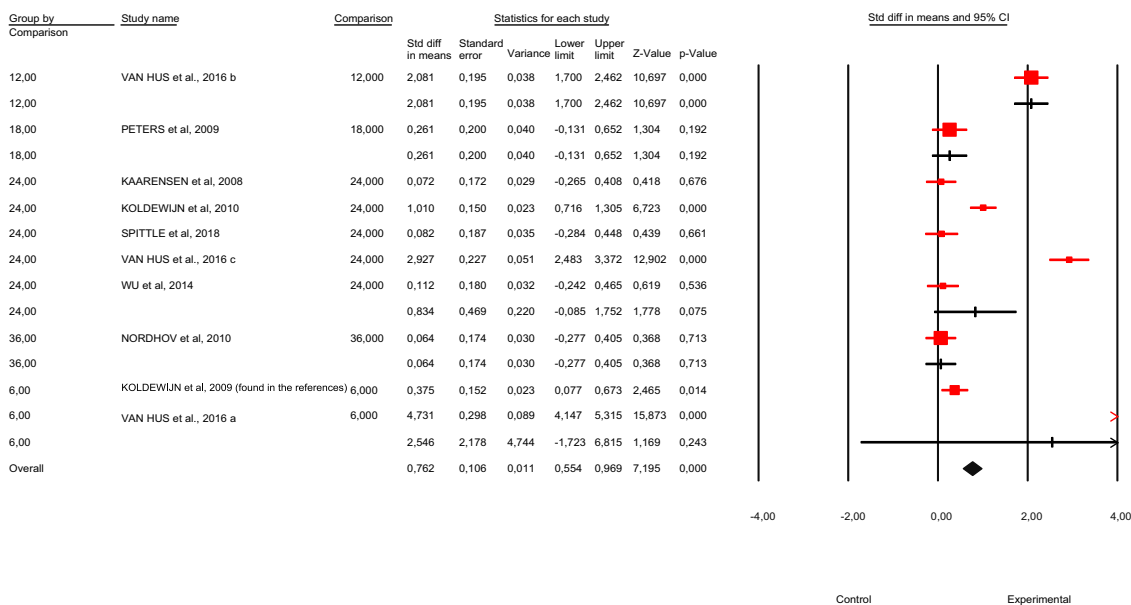 Group by Comparison Study name Comparison Statistics for each study Std diff in means and 95% CI
Std diff in means Standard error Variance Lower limit Upper limit Z-Value p-Value
12,00 VAN HUS et al., 2016 b 12,000 2,081 0,195 0,038 1,700 2,462 10,697 0,000
12,00 2,081 0,195 0,038 1,700 2,462 10,697 0,000
18,00 PETERS et al, 2009 18,000 0,261 0,200 0,040 -0,131 0,652 1,304 0,192
18,00 0,261 0,200 0,040 -0,131 0,652 1,304 0,192
24,00 KAARENSEN et al, 2008 24,000 0,072 0,172 0,029 -0,265 0,408 0,418 0,676
24,00 KOLDEWIJN et al, 2010 24,000 1,010 0,150 0,023 0,716 1,305 6,723 0,000
24,00 SPITTLE et al, 2018 24,000 0,082 0,187 0,035 -0,284 0,448 0,439 0,661
24,00 VAN HUS et al., 2016 c 24,000 2,927 0,227 0,051 2,483 3,372 12,902 0,000
24,00 WU et al, 2014 24,000 0,112 0,180 0,032 -0,242 0,465 0,619 0,536
24,00 0,834 0,469 0,220 -0,085 1,752 1,778 0,075
36,00 NORDHOV et al, 2010 36,000 0,064 0,174 0,030 -0,277 0,405 0,368 0,713
36,00 0,064 0,174 0,030 -0,277 0,405 0,368 0,713
6,00 KOLDEWIJN et al, 2009 (found in the references) 6,000 0,375 0,152 0,023 0,077 0,673 2,465 0,014
6,00 VAN HUS et al., 2016 a 6,000 4,731 0,298 0,089 4,147 5,315 15,873 0,000
6,00 2,546 2,178 4,744 -1,723 6,815 1,169 0,243
Overall 0,762 0,106 0,011 0,554 0,969 7,195 0,000
-4,00 -2,00 0,00 2,00 4,00
Control Experimental